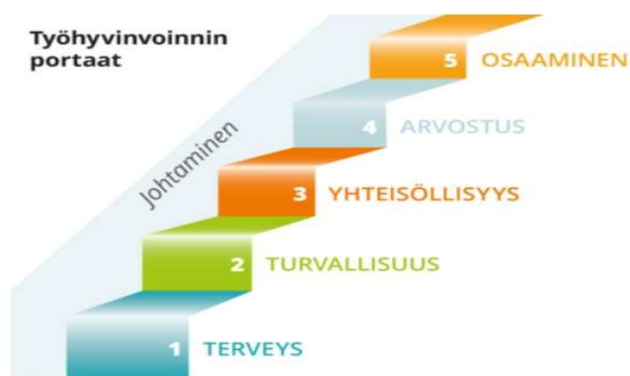 Työhyvinvoinnin
portaat
5 OSAAMINEN
4 ARVOSTUS
Johtaminen
3 YHTEISÖLLISYYS
2 TURVALLISUUS
1 TERVEYS